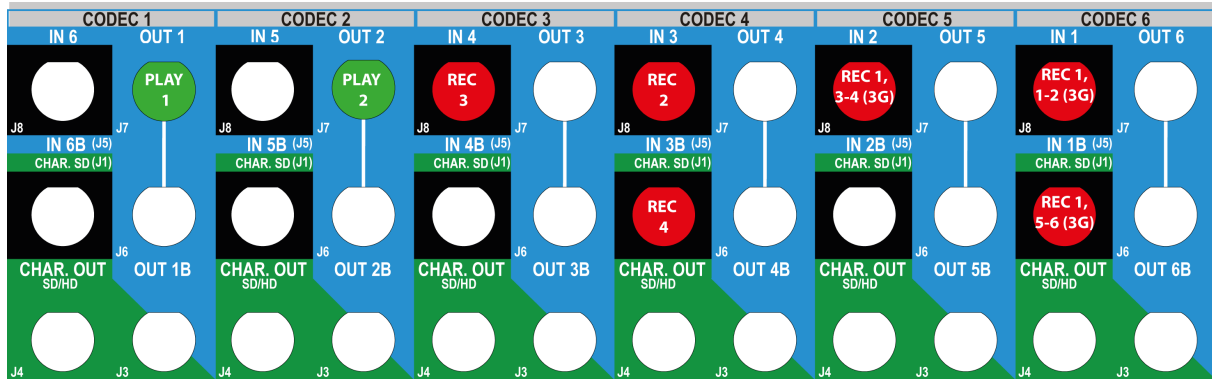 CODEC 1 CODEC 2 CODEC 3 CODEC 4 CODEC 5 CODEC 6
IN 6 OUT 1 IN 5 OUT 2 IN 4 OUT 3 IN 3 OUT 4 IN 2 OUT 5 IN 1 OUT 6
PLAY PLAY REC REC REC 1, REC 1,
1 2 3 2 3-4 (3G) 1-2 (3G)
J8 J7 J8 J7 J8 J7 J8 J7 J8 J7 J8 J7
IN 6B (J5) IN 5B (J5) IN 4B (J5) IN 3B (J5) IN 2B (J5) IN 1B (J5)
CHAR. SD (J1) CHAR. SD (J1) CHAR. SD (J1) CHAR. SD (J1) CHAR. SD (J1) CHAR. SD (J1)
REC REC 1,
4 5-6 (3G)
J6 J6 J6 J6 J6 J6
CHAR. OUT OUT 1B CHAR. OUT OUT 2B CHAR. OUT OUT 3B CHAR. OUT OUT 4B CHAR. OUT OUT 5B CHAR. OUT OUT 6B
SD/HD SD/HD SD/HD SD/HD SD/HD SD/HD
J4 J3 J4 J3 J4 J3 J4 J3 J4 J3 J4 J3